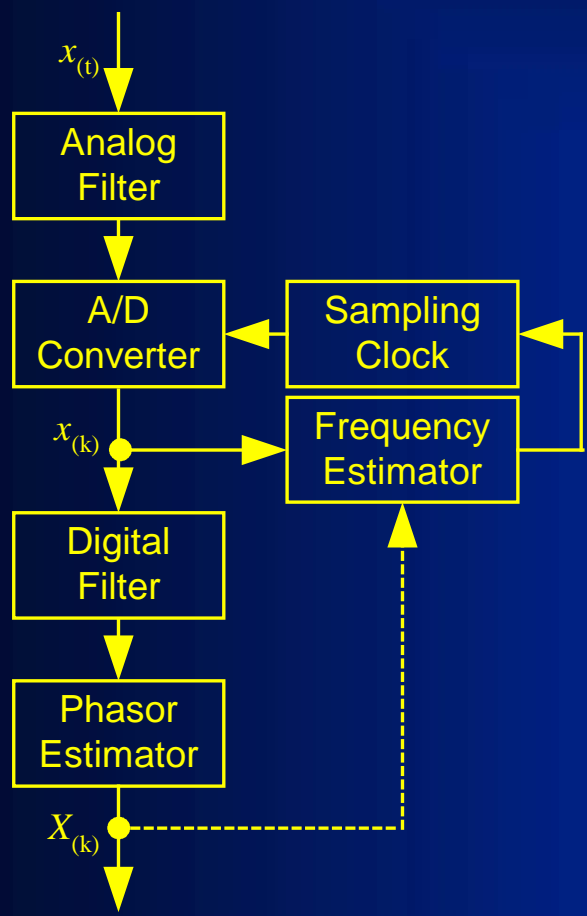 x(t)
Analog
Filter
A/D
Converter
Sampling
Clock
x(k)
Frequency
Estimator
Digital
Filter
Phasor
Estimator
X(k)